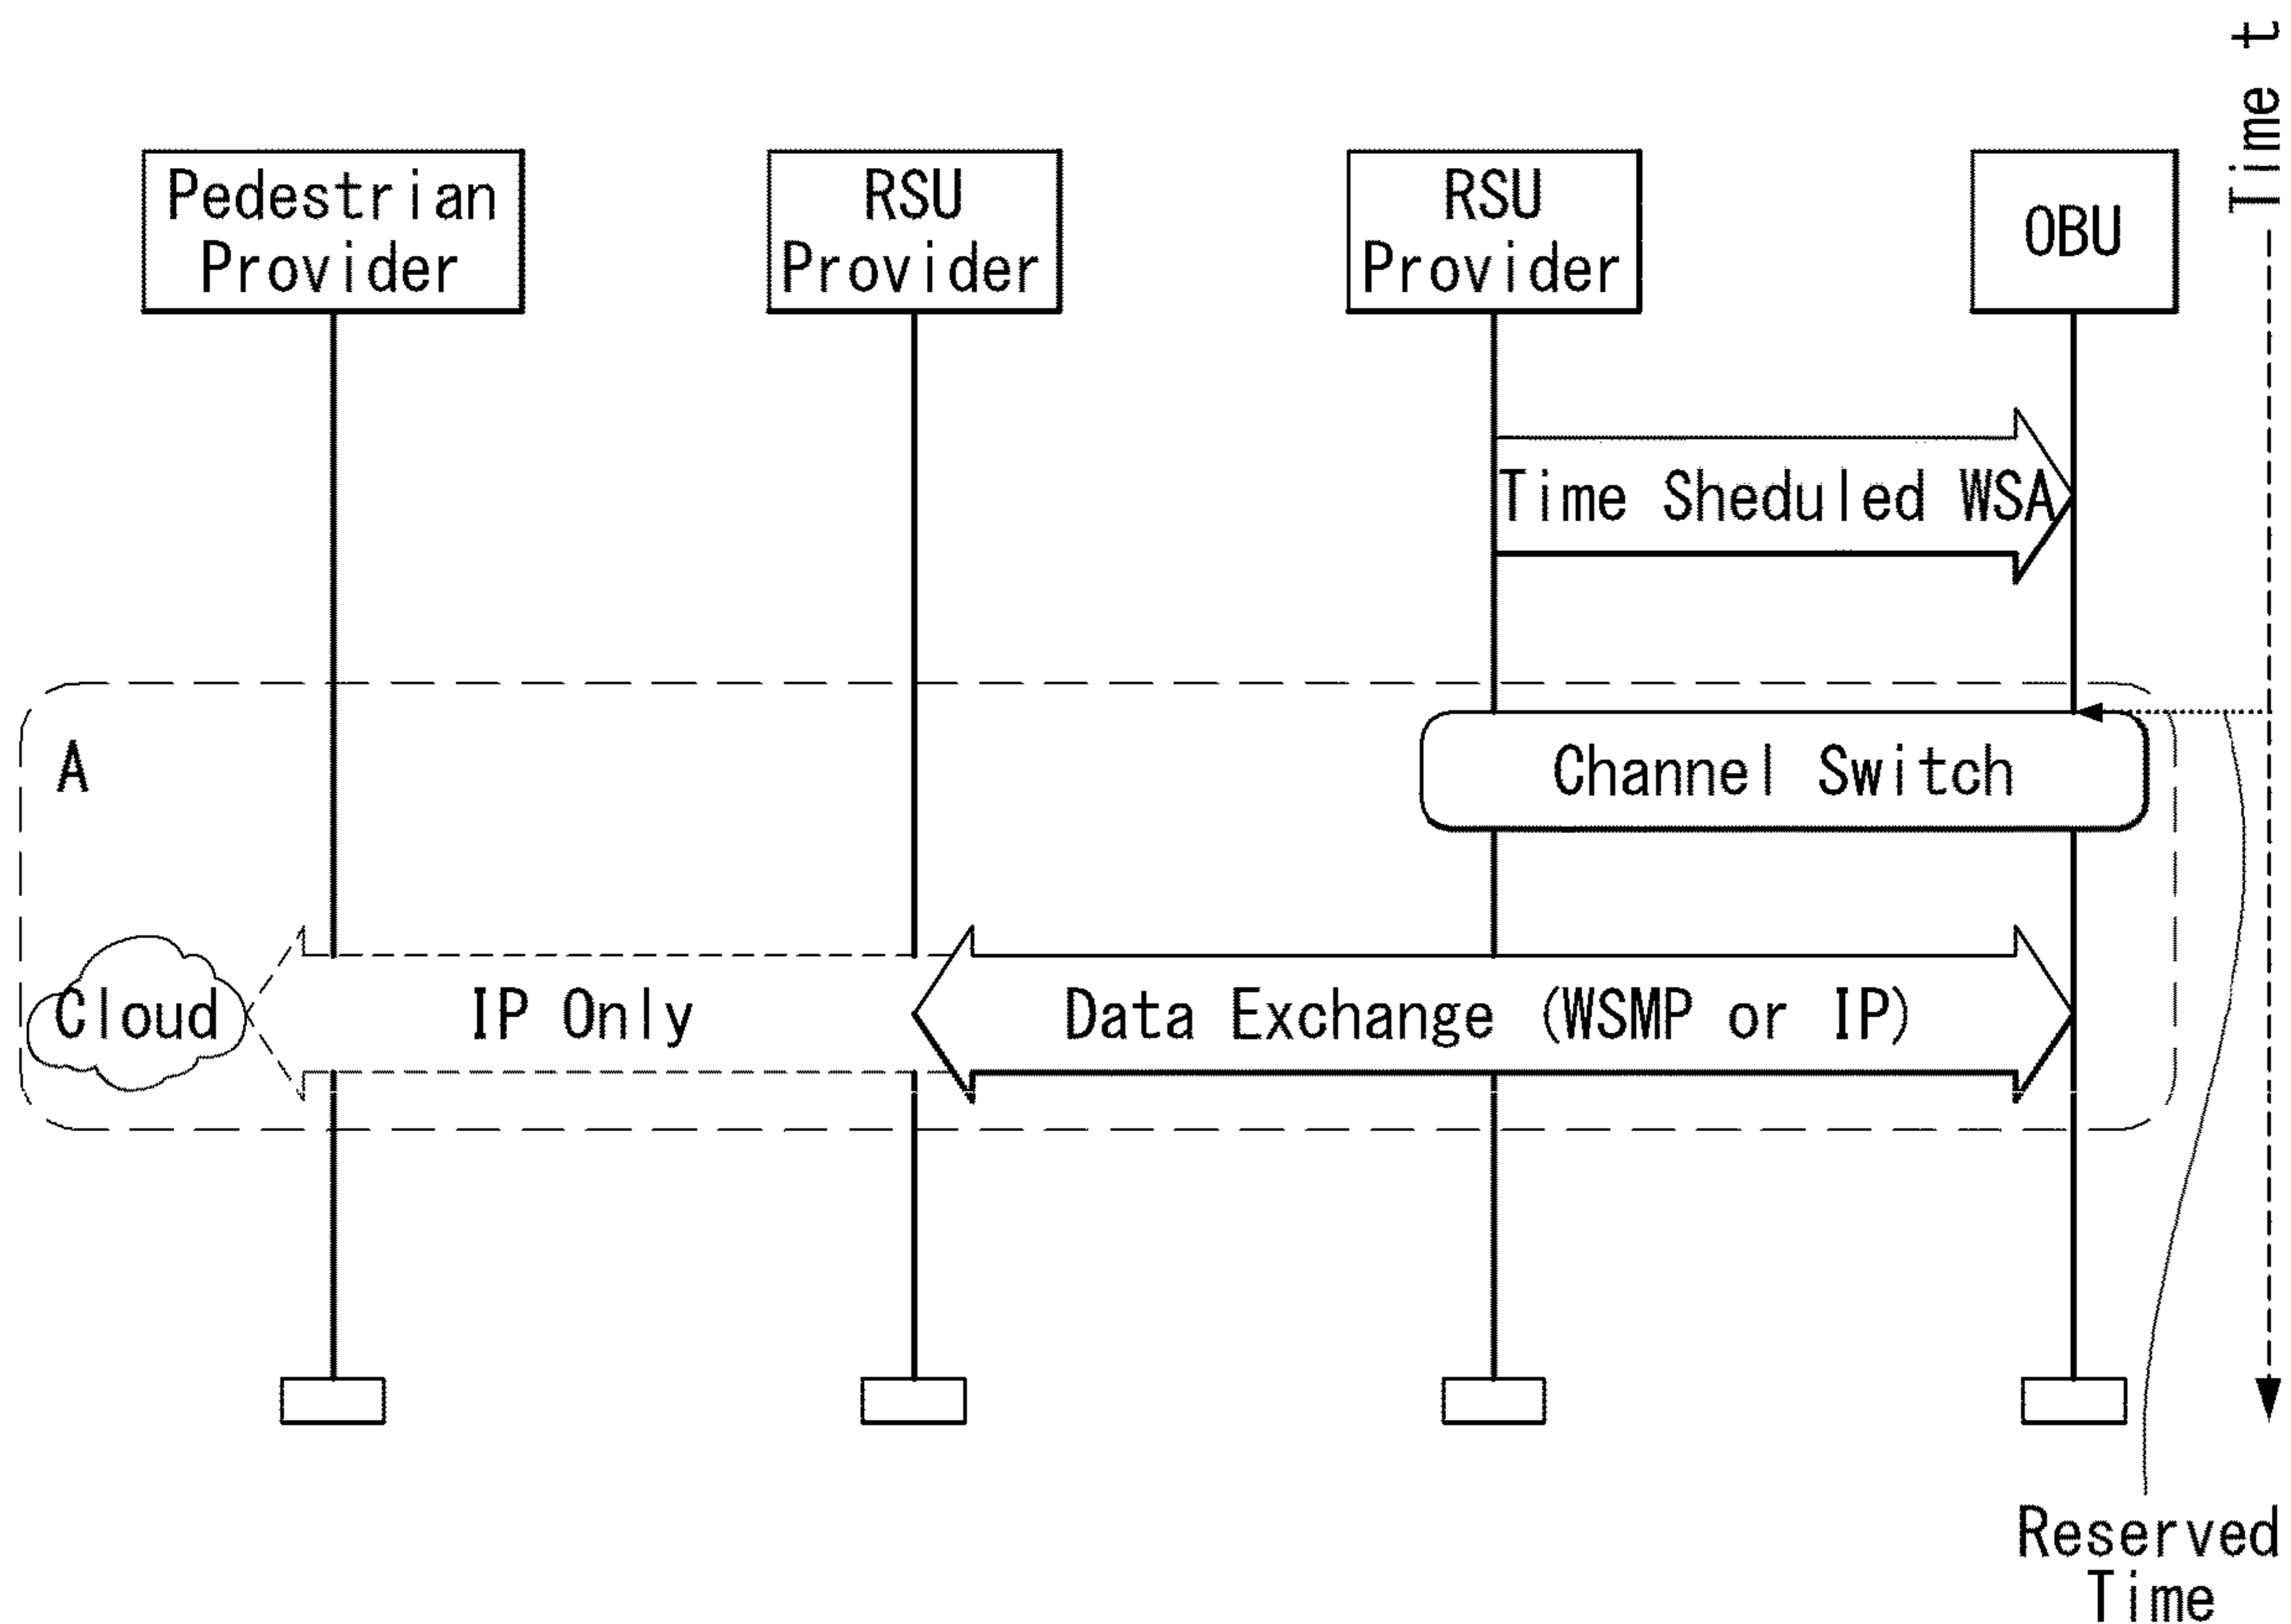 Time t
Pedestrian
Provider
RSU
Provider
RSU
Provider
OBU
Time Sheduled WSA
A
Channel Switch
Cloud
IP Only
Data Exchange (WSMP or IP)
Reserved
Time